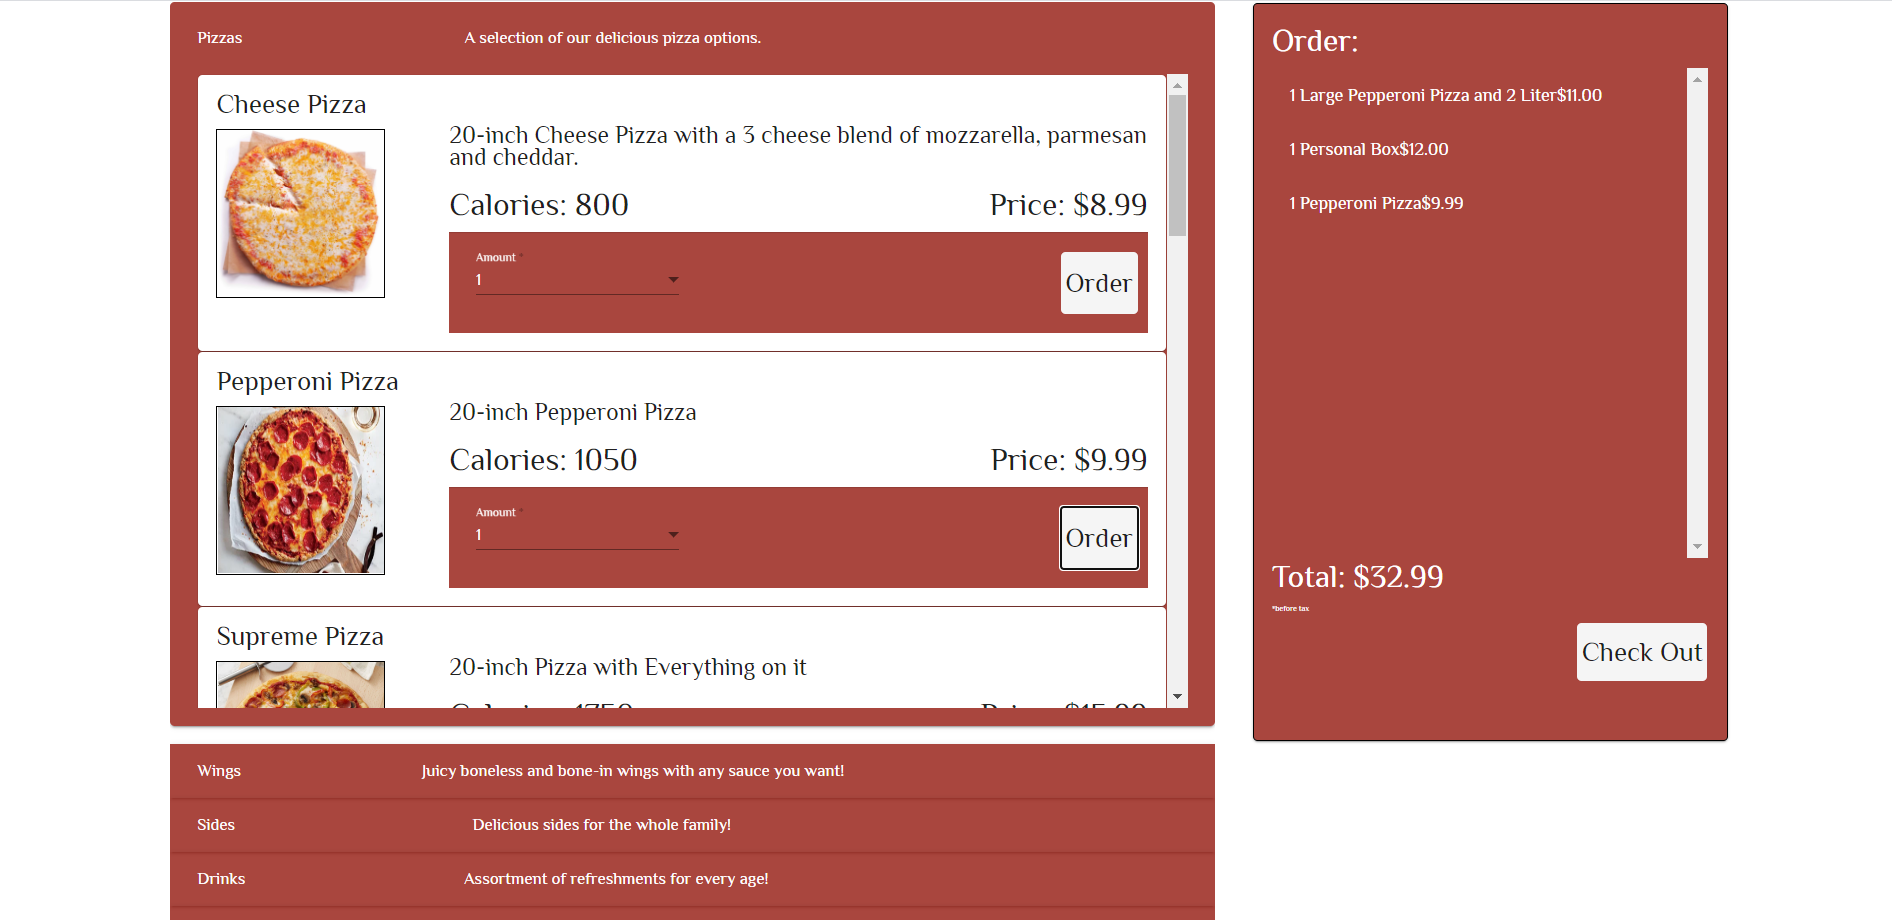 Pizzas A selection of our delicious pizza options.
Cheese Pizza
20-inch Cheese Pizza with a 3 cheese blend of mozzarella, parmesan
and cheddar.
Calories: 800 Price: $8.99
Amount *
1
Order
Pepperoni Pizza
20-inch Pepperoni Pizza
Calories: 1050 Price: $9.99
Amount *
1
Order
Supreme Pizza
20-inch Pizza with Everything on it
Wings Juicy boneless and bone-in wings with any sauce you want!
Sides Delicious sides for the whole family!
Drinks Assortment of refreshments for every age!
Order:
1 Large Pepperoni Pizza and 2 Liter$11.00
1 Personal Box$12.00
1 Pepperoni Pizza$9.99
Total: $32.99
*before tax
Check Out